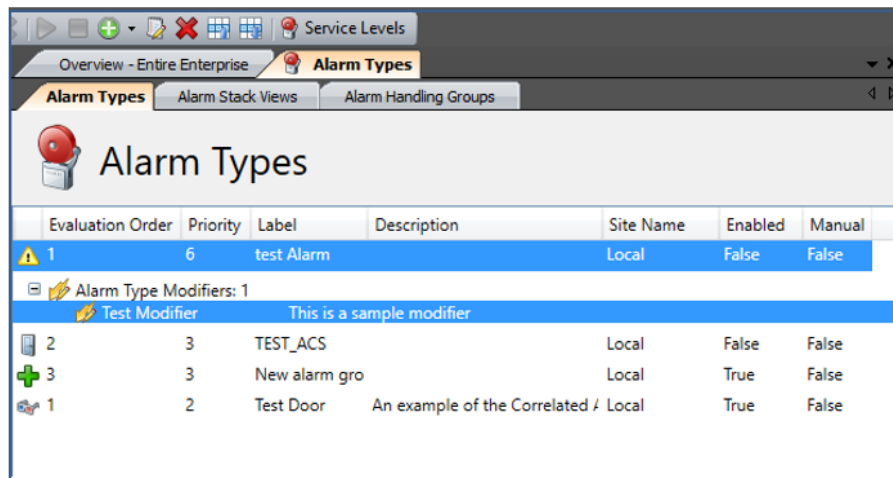 Service Levels
Overview - Entire Enterprise Alarm Types
Alarm Types Alarm Stack Views Alarm Handling Groups
Alarm Types
Evaluation Order Priority Label Description Site Name Enabled Manual
1 6 test Alarm Local False False
Alarm Type Modifiers: 1
Test Modifier This is a sample modifier
2 3 TEST_ACS Local False False
3 3 New alarm gro Local True False
1 2 Test Door An example of the Correlated Local True False